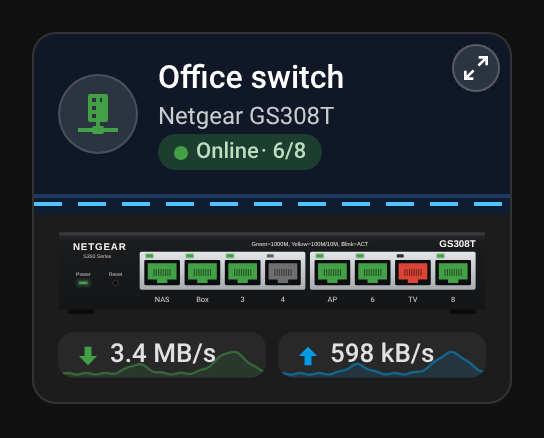 Office switch
Netgear GS308T
Online · 6/8
NETGEAR
S350 Series
Green=1000M, Yellow=100M/10M, Blink=ACT
GS308T
Power
Reset
NAS
Box
3
4
AP
6
TV
8
3.4 MB/s
598 kB/s